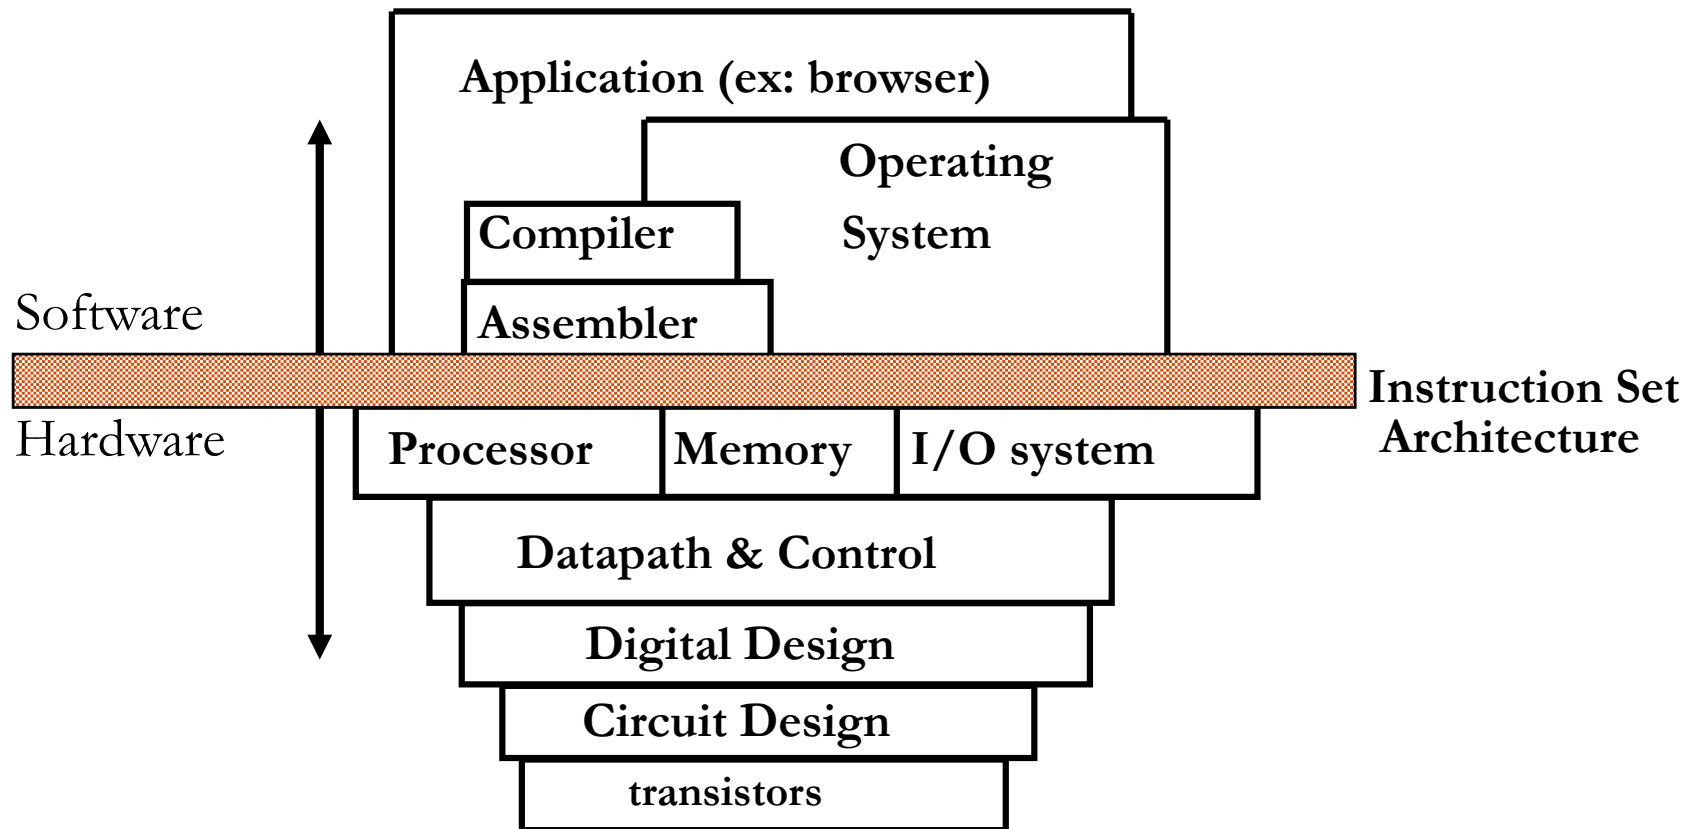 Application (ex: browser)
Operating
System
Compiler
Assembler
Software
Instruction Set
Architecture
Hardware
Processor
Memory
I/O system
Datapath & Control
Digital Design
Circuit Design
transistors